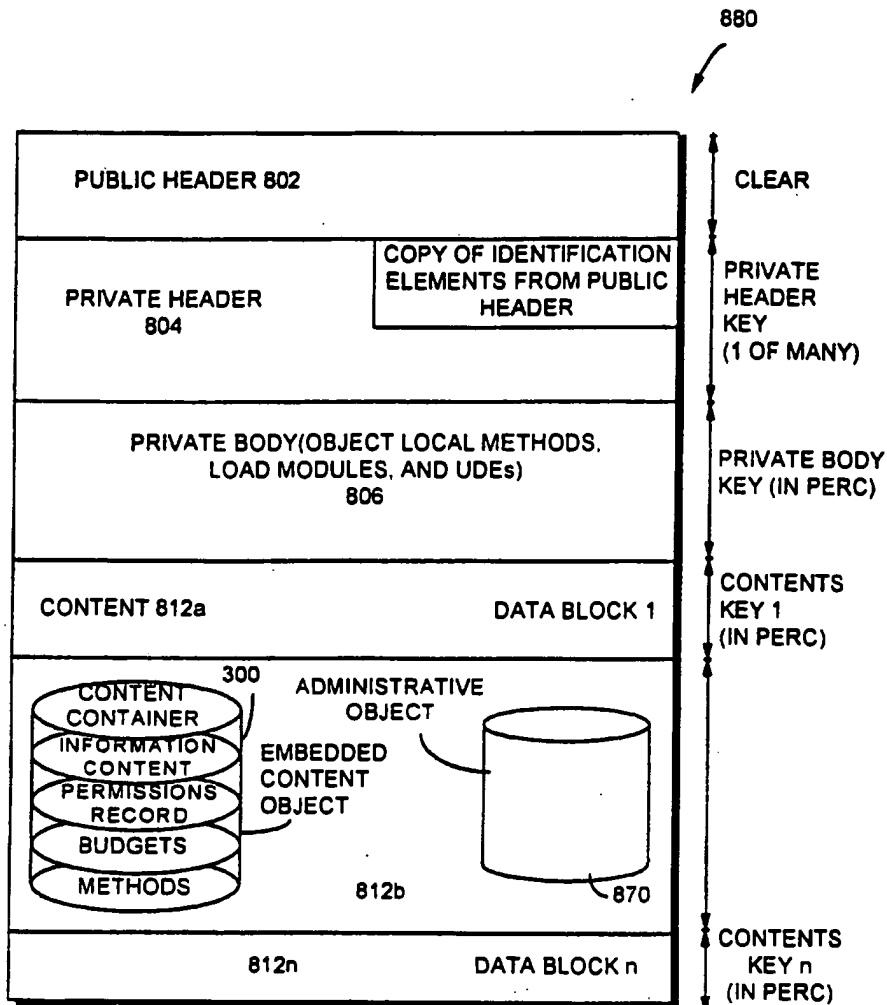 880
PUBLIC HEADER 802
CLEAR
COPY OF IDENTIFICATION
ELEMENTS FROM PUBLIC
HEADER
PRIVATE HEADER
804
PRIVATE
HEADER
KEY
(1 OF MANY)
PRIVATE BODY(OBJECT LOCAL METHODS,
LOAD MODULES, AND UDEs)
806
PRIVATE BODY
KEY (IN PERC)
CONTENT 812a
DATA BLOCK 1
CONTENTS
KEY 1
(IN PERC)
300
CONTENT
CONTAINER
INFORMATION
CONTENT
PERMISSIONS
RECORD
BUDGETS
METHODS
EMBEDDED
CONTENT
OBJECT
ADMINISTRATIVE
OBJECT
812b
870
812n
DATA BLOCK n
CONTENTS
KEY n
(IN PERC)